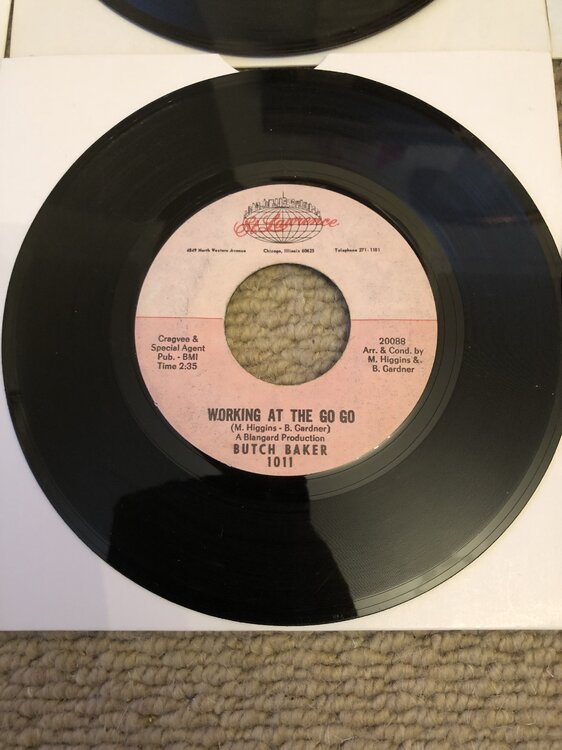 St. Lawrence
4849 North Western Avenue Chicago, Illinois 60625 Telephone 271-1181
Cragvee &
Special Agent
Pub. - BMI
Time 2:35
20088
Arr. & Cond. by
M. Higgins &
B. Gardner
WORKING AT THE GO GO
(M. Higgins - B. Gardner)
A Blangard Production
BUTCH BAKER
1011